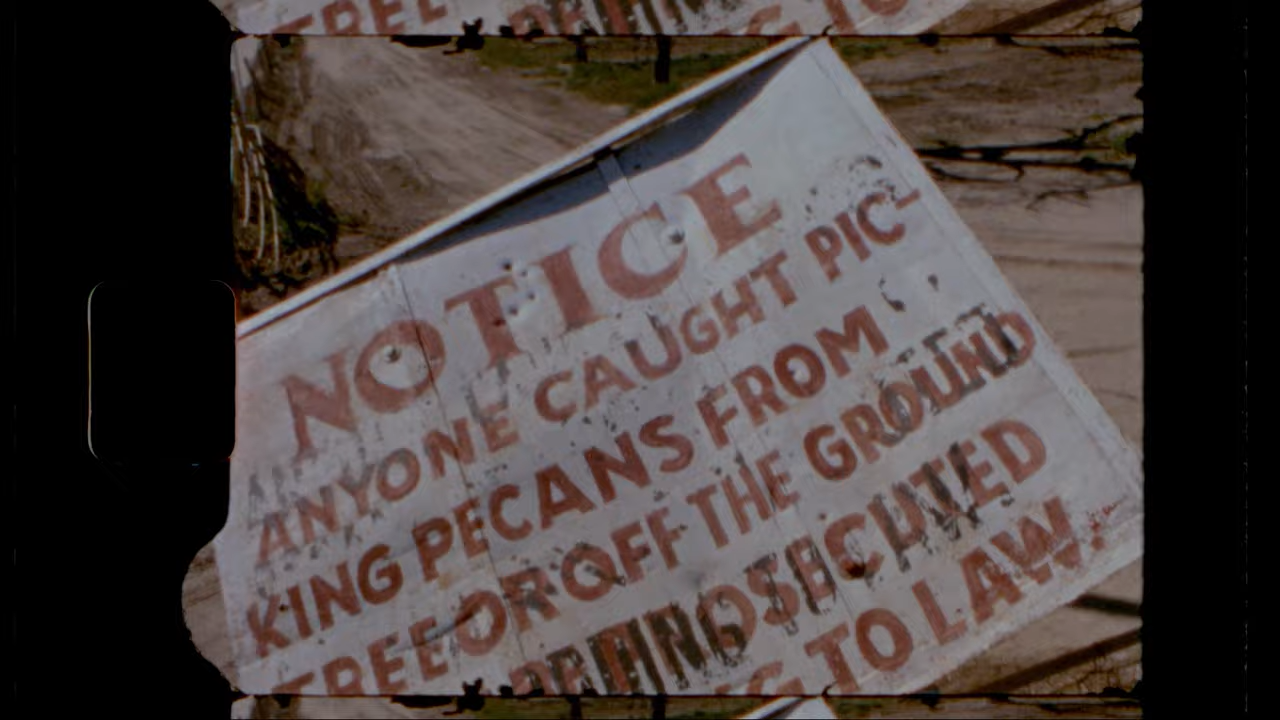 NOTICE
ANYONE CAUGHT PIC-
KING PECANS FROM
TREE OR OFF THE GROUND
PROSECUTED
TO LAW.